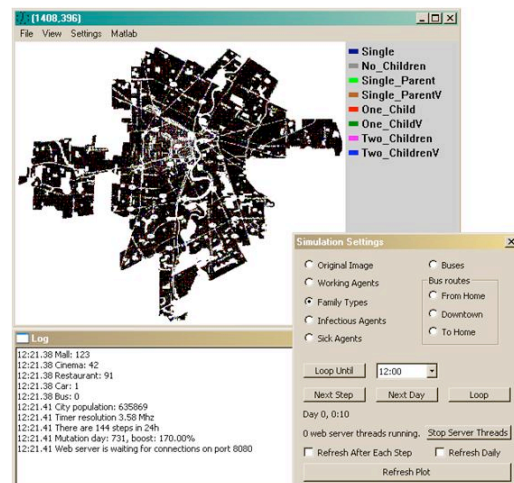 (1408,396)
File View Settings Matlab
Single
No_Children
Single_Parent
Single_ParentV
One_Child
One_ChildV
Two_Children
Two_ChildrenV
Simulation Settings
Original Image
Buses
Working Agents
Bus routes
Family Types
From Home
Infectious Agents
Downtown
Sick Agents
To Home
Loop Until 12:00
Next Step Next Day Loop
Day 0, 0:10
0 web server threads running. Stop Server Threads
Refresh After Each Step Refresh Daily
Refresh Plot
Log
12:21.38 Mall: 123
12:21.38 Cinema: 42
12:21.38 Restaurant: 91
12:21.38 Car: 1
12:21.38 Bus: 0
12:21.41 City population: 635869
12:21.41 Timer resolution 3.58 Mhz
12:21.41 There are 144 steps in 24h
12:21.41 Mutation day: 731, boost: 170.00%
12:21.41 Web server is waiting for connections on port 8080